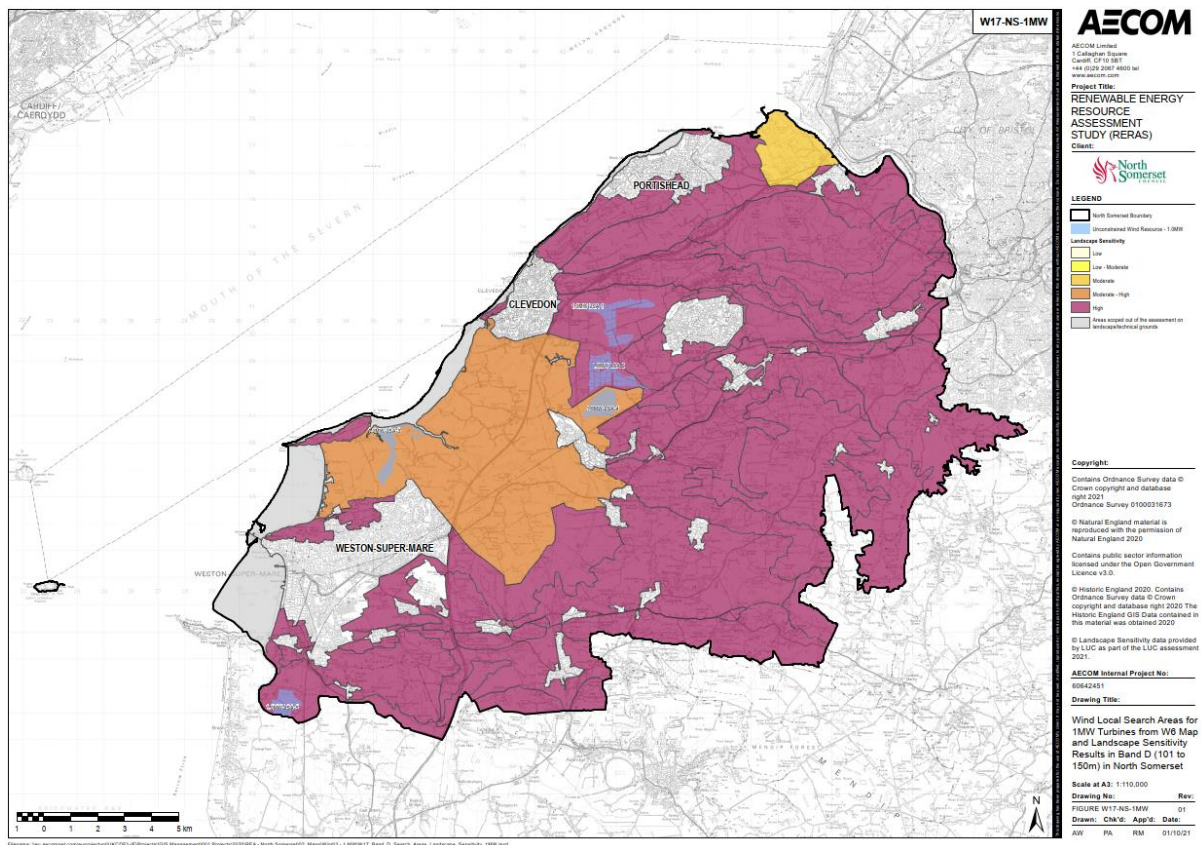 W17-NS-1MW
CARDIFF/
CAERDYDD
CITY OF BRISTOL
PORTISHEAD
MOUTH OF THE SEVERN
CLEVEDON
WESTON-SUPER-MARE
WESTON-SUPER-MARE
1 0 1 2 3 4 5 km
N
AECOM
AECOM Limited
1 Callaghan Square
Cardiff, CF10 5BT
+44 (0)29 2067 4600 tel
www.aecom.com
Project Title:
RENEWABLE ENERGY
RESOURCE
ASSESSMENT
STUDY (RERAS)
Client:
North
Somerset
COUNCIL
LEGEND
North Somerset Boundary
Unconstrained Wind Resource - 1.0MW
Landscape Sensitivity
Low
Low - Moderate
Moderate
Moderate - High
High
Areas scoped out of the assessment on
landscape/technical grounds
Copyright:
Contains Ordnance Survey data ©
Crown copyright and database
right 2021
Ordnance Survey 0100031673
© Natural England material is
reproduced with the permission of
Natural England 2020
Contains public sector information
licensed under the Open Government
Licence v3.0.
© Historic England 2020. Contains
Ordnance Survey data © Crown
copyright and database right 2020 The
Historic England GIS Data contained in
this material was obtained 2020
© Landscape Sensitivity data provided
by LUC as part of the LUC assessment
2021.
AECOM Internal Project No:
60642451
Drawing Title:
Wind Local Search Areas for
1MW Turbines from W6 Map
and Landscape Sensitivity
Results in Band D (101 to
150m) in North Somerset
Scale at A3: 1:110,000
Drawing No: Rev:
FIGURE W17-NS-1MW 01
Drawn: Chk'd: App'd: Date:
AW PA RM 01/10/21